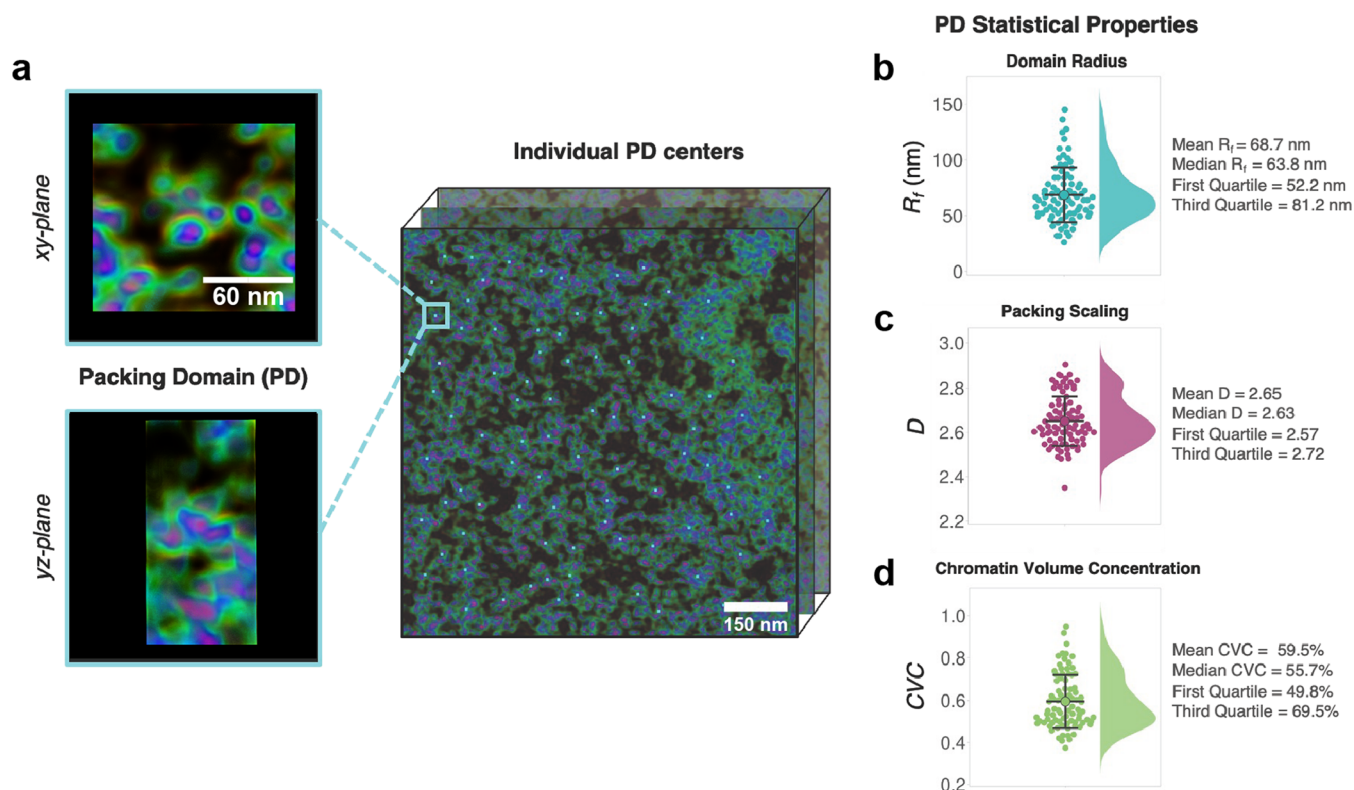 PD Statistical Properties
a
xy-plane
60 nm
Packing Domain (PD)
yz-plane
Individual PD centers
150 nm
b
Domain Radius
Rf (nm)
150
100
50
0
Mean Rf = 68.7 nm
Median Rf = 63.8 nm
First Quartile = 52.2 nm
Third Quartile = 81.2 nm
c
Packing Scaling
D
3.0
2.8
2.6
2.4
2.2
Mean D = 2.65
Median D = 2.63
First Quartile = 2.57
Third Quartile = 2.72
d
Chromatin Volume Concentration
CVC
1.0
0.8
0.6
0.4
0.2
Mean CVC = 59.5%
Median CVC = 55.7%
First Quartile = 49.8%
Third Quartile = 69.5%